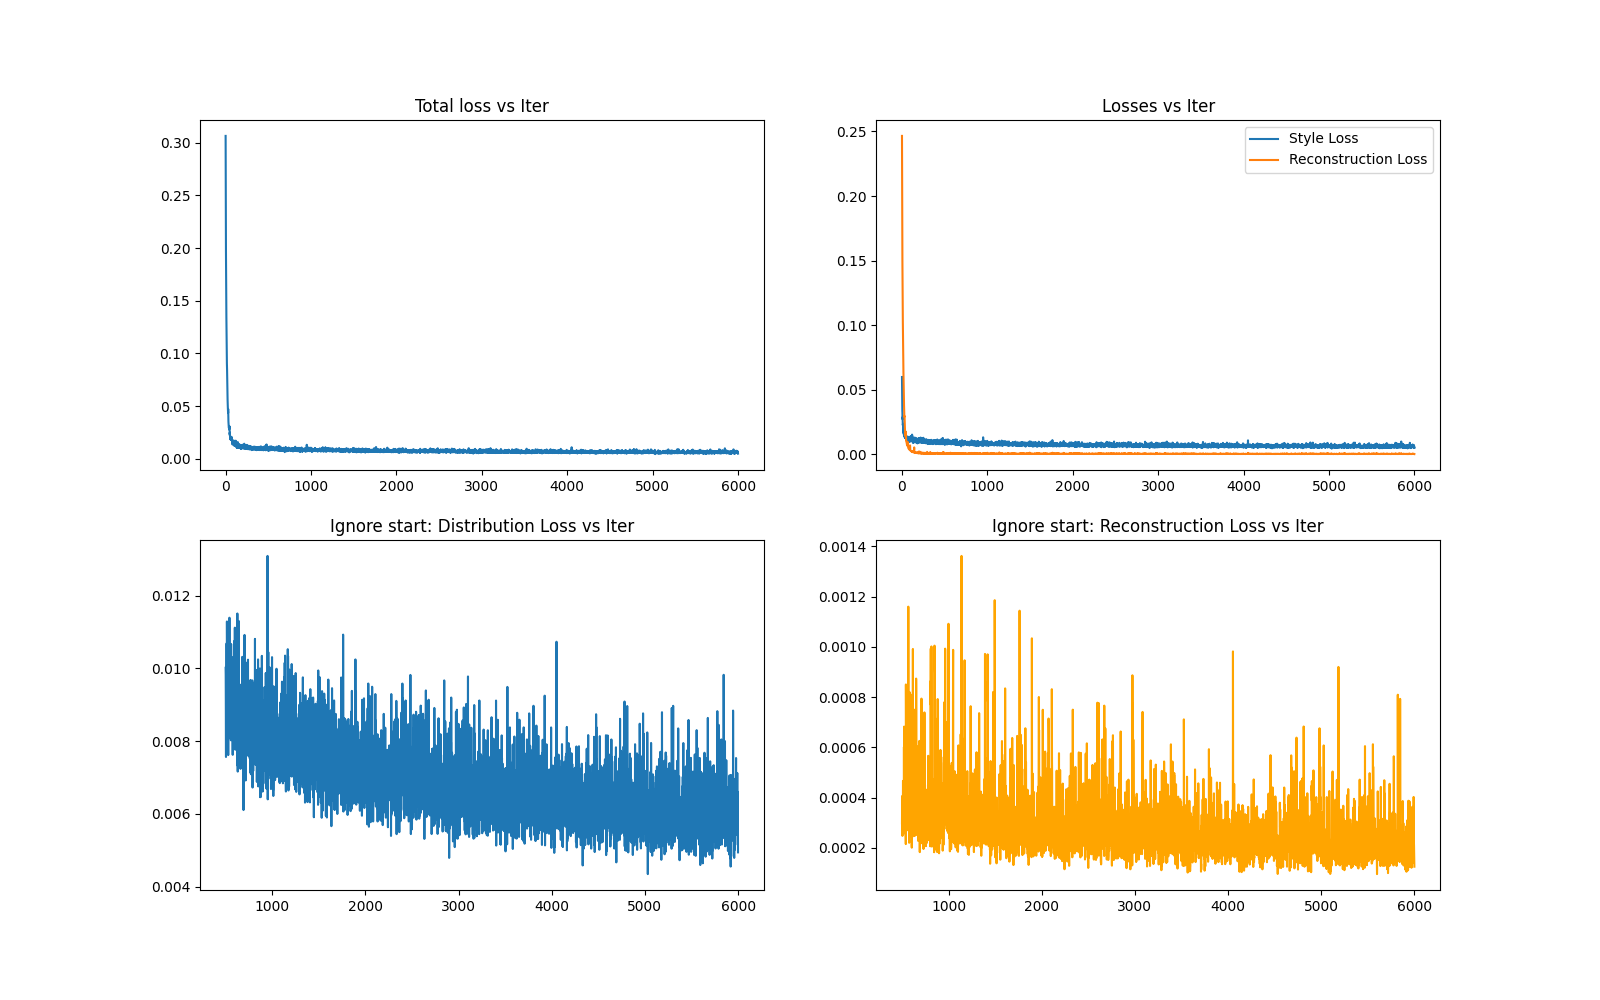 Total loss vs Iter
0.30
0.25
0.20
0.15
0.10
0.05
0.00
0 1000 2000 3000 4000 5000 6000
Losses vs Iter
Style Loss
Reconstruction Loss
0.25
0.20
0.15
0.10
0.05
0.00
0 1000 2000 3000 4000 5000 6000
Ignore start: Distribution Loss vs Iter
0.012
0.010
0.008
0.006
0.004
1000 2000 3000 4000 5000 6000
Ignore start: Reconstruction Loss vs Iter
0.0014
0.0012
0.0010
0.0008
0.0006
0.0004
0.0002
1000 2000 3000 4000 5000 6000